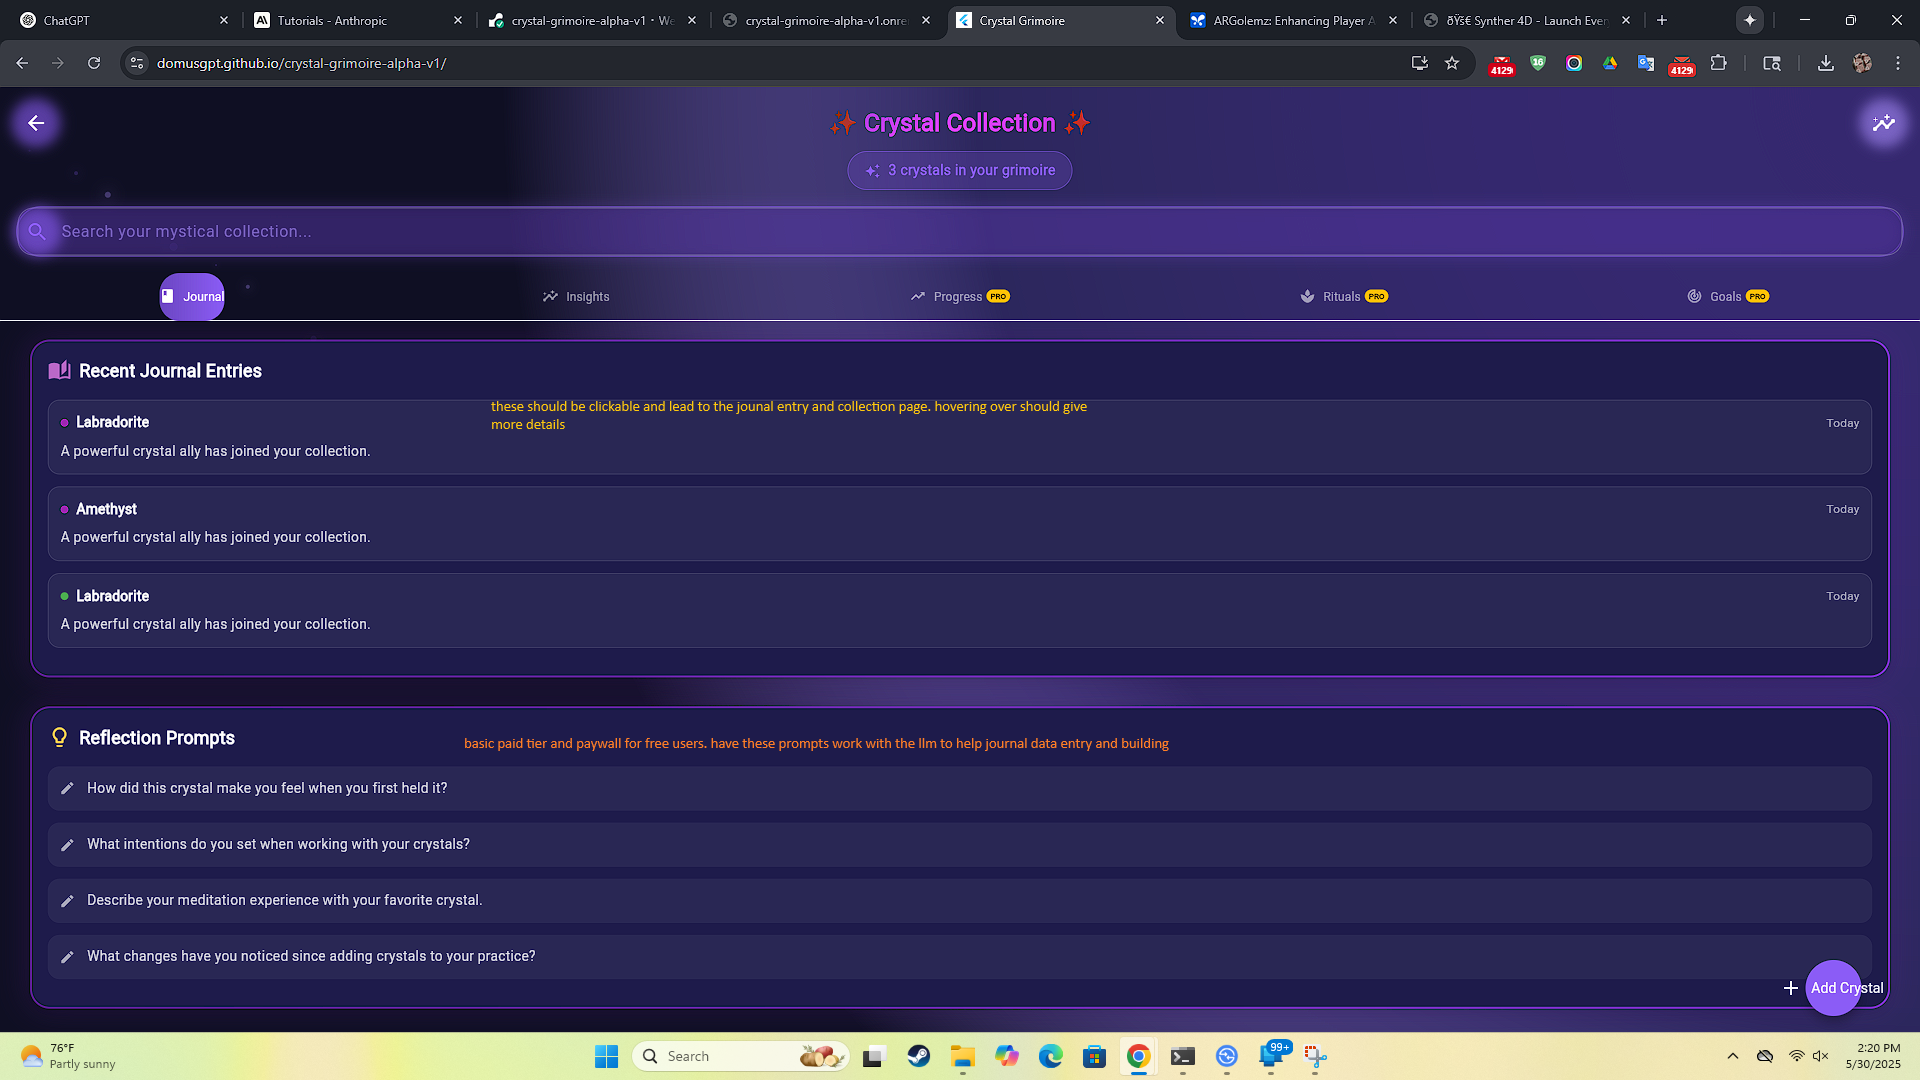 ChatGPT
Tutorials - Anthropic
crystal-grimoire-alpha-v1 · We
crystal-grimoire-alpha-v1.onre
Crystal Grimoire
ARGolemz: Enhancing Player A
ðŸš€ Synther 4D - Launch Ever
domusgpt.github.io/crystal-grimoire-alpha-v1/
16
Crystal Collection
3 crystals in your grimoire
Search your mystical collection...
Journal
Insights
Progress PRO
Rituals PRO
Goals PRO
Recent Journal Entries
these should be clickable and lead to the jounal entry and collection page. hovering over should give
more details
Labradorite
Today
A powerful crystal ally has joined your collection.
Amethyst
Today
A powerful crystal ally has joined your collection.
Labradorite
Today
A powerful crystal ally has joined your collection.
Reflection Prompts
basic paid tier and paywall for free users. have these prompts work with the llm to help journal data entry and building
How did this crystal make you feel when you first held it?
What intentions do you set when working with your crystals?
Describe your meditation experience with your favorite crystal.
What changes have you noticed since adding crystals to your practice?
+ Add Crystal
76°F
Partly sunny
Search
99+
2:20 PM
5/30/2025